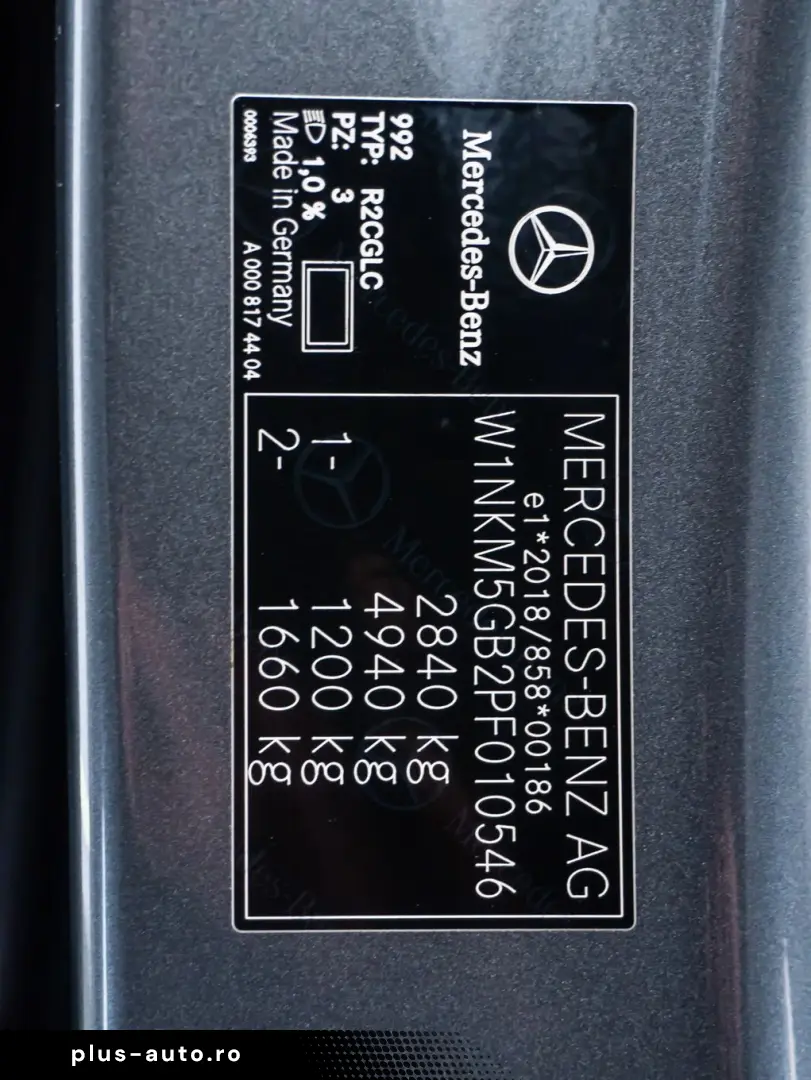 Mercedes-Benz
992
TYP: R2CGLC
PZ: 3
1,0 %
Made in Germany
0006393 A 000 817 44 04
MERCEDES-BENZ AG
e1*2018/858*00186
W1NKM5GB2PF010546
2840 kg
4940 kg
1- 1200 kg
2- 1660 kg
plus-auto.ro